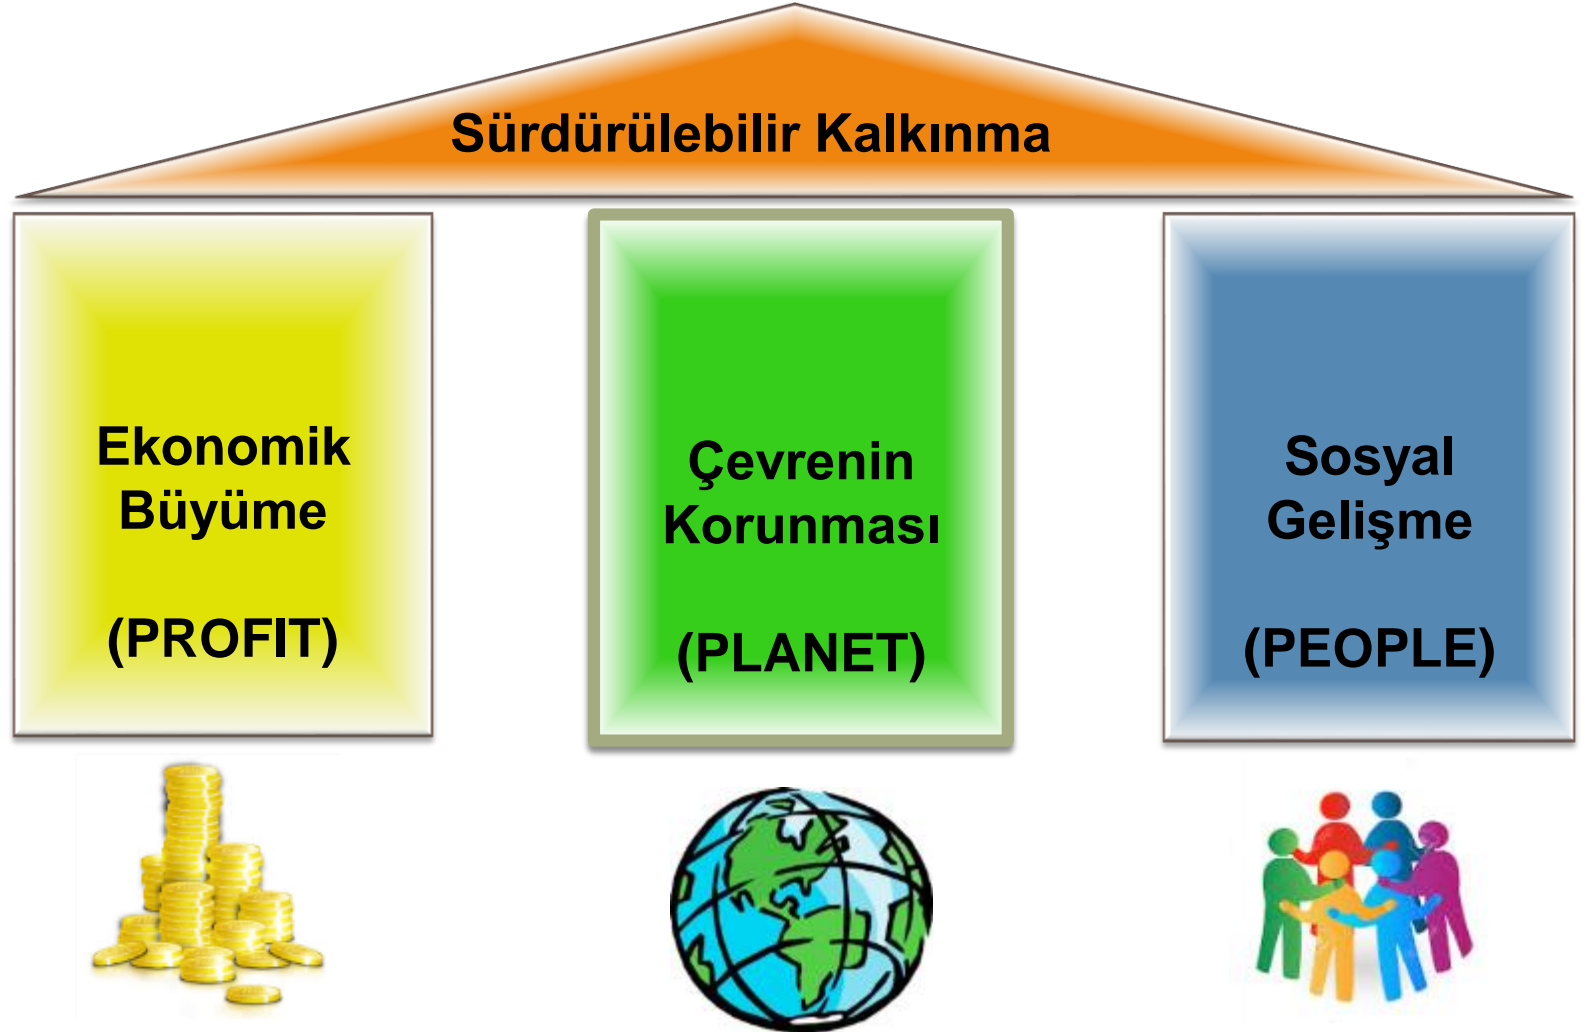 Sürdürülebilir Kalkınma
Ekonomik
Büyüme
(PROFIT)
Çevrenin
Korunması
(PLANET)
Sosyal
Gelişme
(PEOPLE)